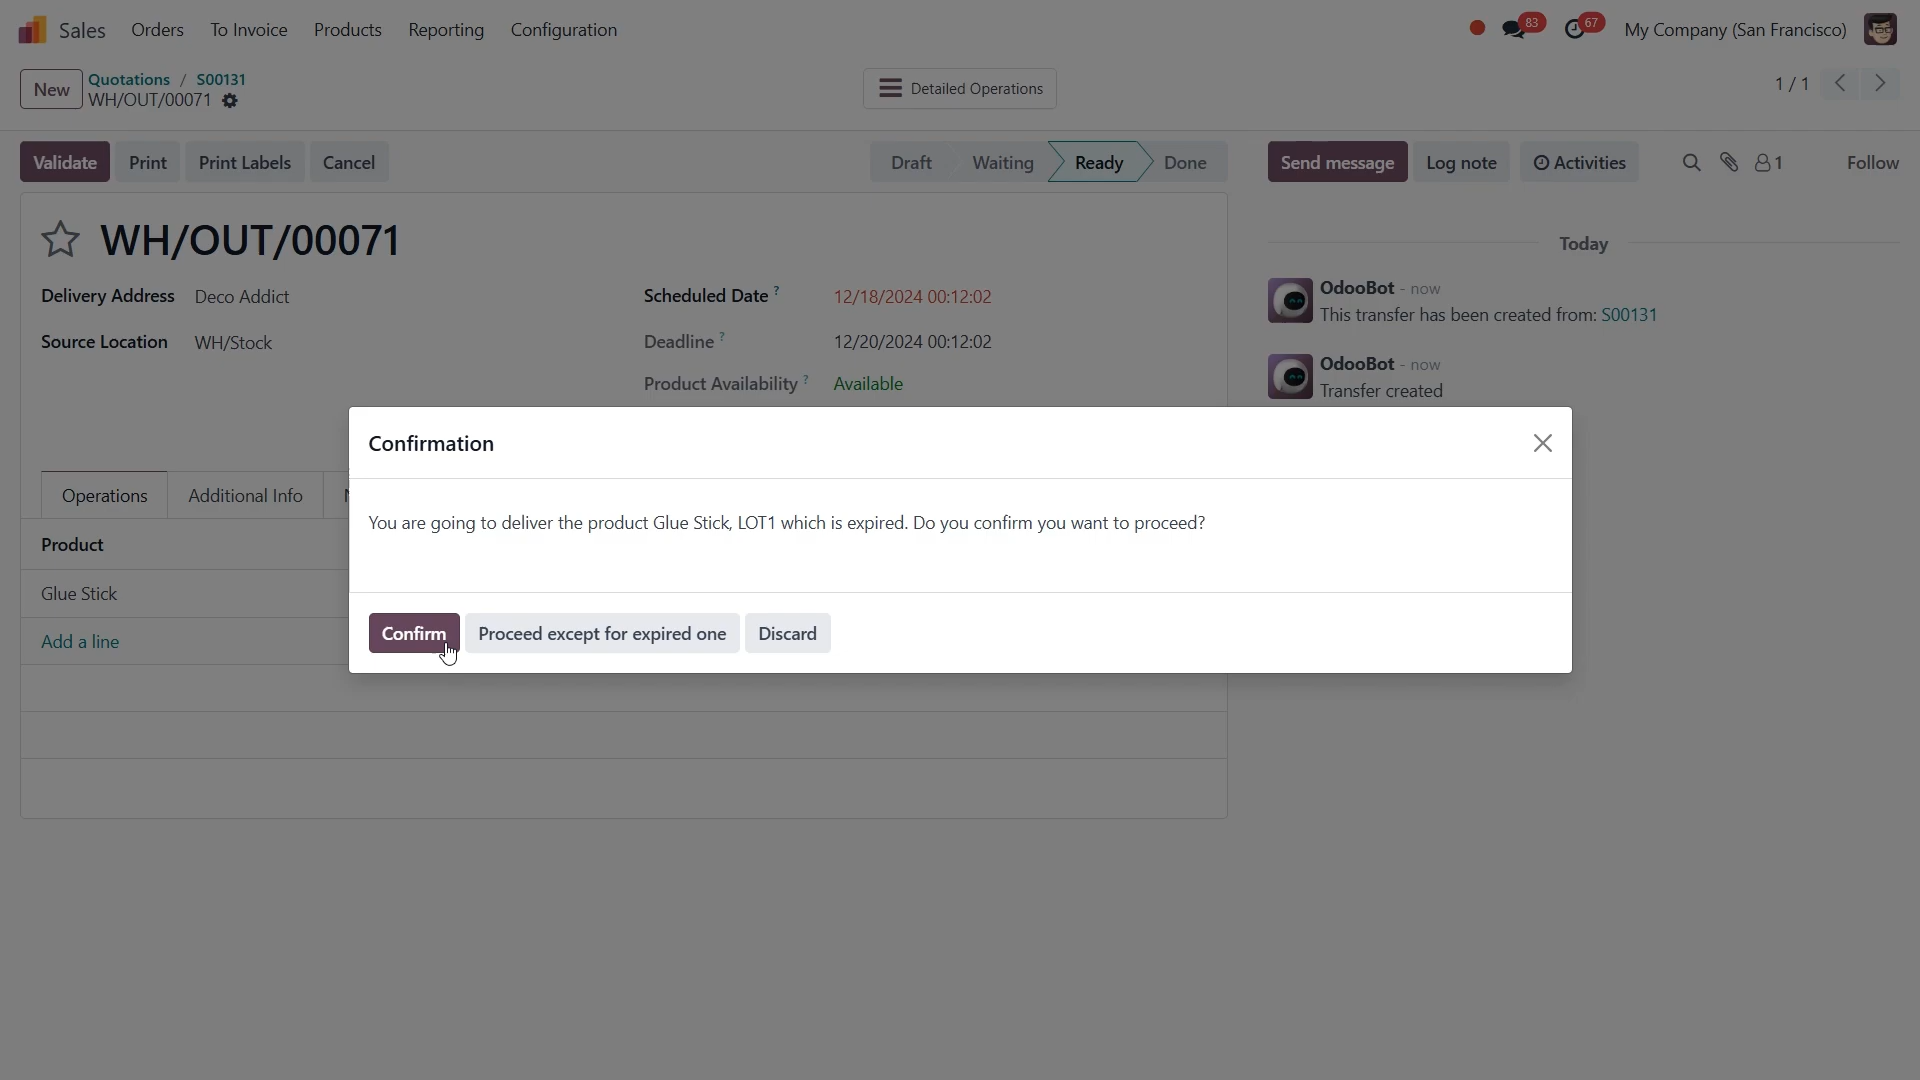 Sales Orders To Invoice Products Reporting Configuration 83 67 My Company (San Francisco)
New Quotations / S00131 WH/OUT/00071 Detailed Operations 1 / 1
Validate Print Print Labels Cancel Draft Waiting Ready Done Send message Log note Activities 1 Follow
WH/OUT/00071
Today
Delivery Address Deco Addict Scheduled Date ? 12/18/2024 00:12:02
OdooBot - now
This transfer has been created from: S00131
Source Location WH/Stock Deadline ? 12/20/2024 00:12:02
OdooBot - now
Transfer created
Product Availability ? Available
Confirmation
Operations Additional Info
You are going to deliver the product Glue Stick, LOT1 which is expired. Do you confirm you want to proceed?
Product
Glue Stick
Add a line
Confirm Proceed except for expired one Discard